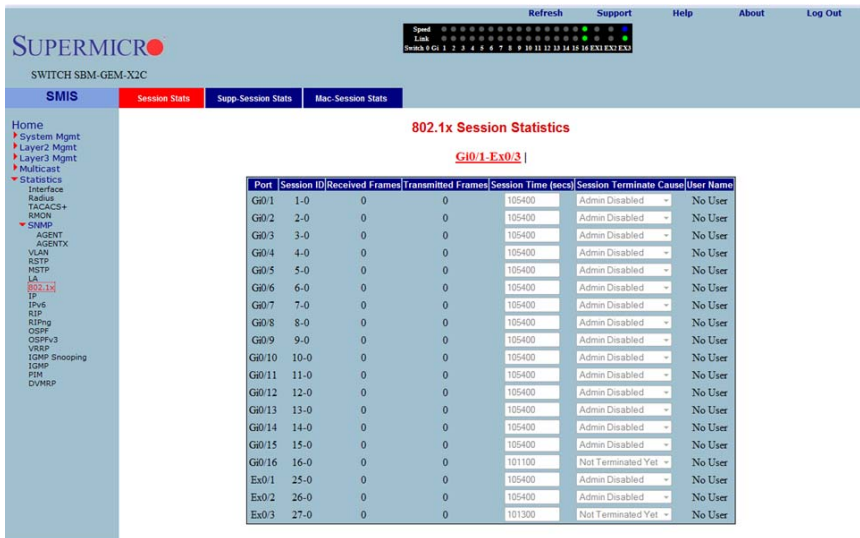 Refresh Support Help About Log Out
Speed
Link
Switch 0 Gi 1 2 3 4 5 6 7 8 9 10 11 12 13 14 15 16 EX1 EX2 EX3
SUPERMICRO
SWITCH SBM-GEM-X2C
SMIS
Session Stats Supp-Session Stats Mac-Session Stats
Home
System Mgmt
Layer2 Mgmt
Layer3 Mgmt
Multicast
Statistics
Interface
Radius
TACACS+
RMON
SNMP
AGENT
AGENTX
VLAN
RSTP
MSTP
LA
802.1x
IP
IPv6
RIP
RIPng
OSPF
OSPFv3
VRRP
IGMP Snooping
IGMP
PIM
DVMRP
802.1x Session Statistics
Gi0/1-Ex0/3 |
Port Session ID Received Frames Transmitted Frames Session Time (secs) Session Terminate Cause User Name
Gi0/1 1-0 0 0 105400 Admin Disabled No User
Gi0/2 2-0 0 0 105400 Admin Disabled No User
Gi0/3 3-0 0 0 105400 Admin Disabled No User
Gi0/4 4-0 0 0 105400 Admin Disabled No User
Gi0/5 5-0 0 0 105400 Admin Disabled No User
Gi0/6 6-0 0 0 105400 Admin Disabled No User
Gi0/7 7-0 0 0 105400 Admin Disabled No User
Gi0/8 8-0 0 0 105400 Admin Disabled No User
Gi0/9 9-0 0 0 105400 Admin Disabled No User
Gi0/10 10-0 0 0 105400 Admin Disabled No User
Gi0/11 11-0 0 0 105400 Admin Disabled No User
Gi0/12 12-0 0 0 105400 Admin Disabled No User
Gi0/13 13-0 0 0 105400 Admin Disabled No User
Gi0/14 14-0 0 0 105400 Admin Disabled No User
Gi0/15 15-0 0 0 105400 Admin Disabled No User
Gi0/16 16-0 0 0 101100 Not Terminated Yet No User
Ex0/1 25-0 0 0 105400 Admin Disabled No User
Ex0/2 26-0 0 0 105400 Admin Disabled No User
Ex0/3 27-0 0 0 101300 Not Terminated Yet No User